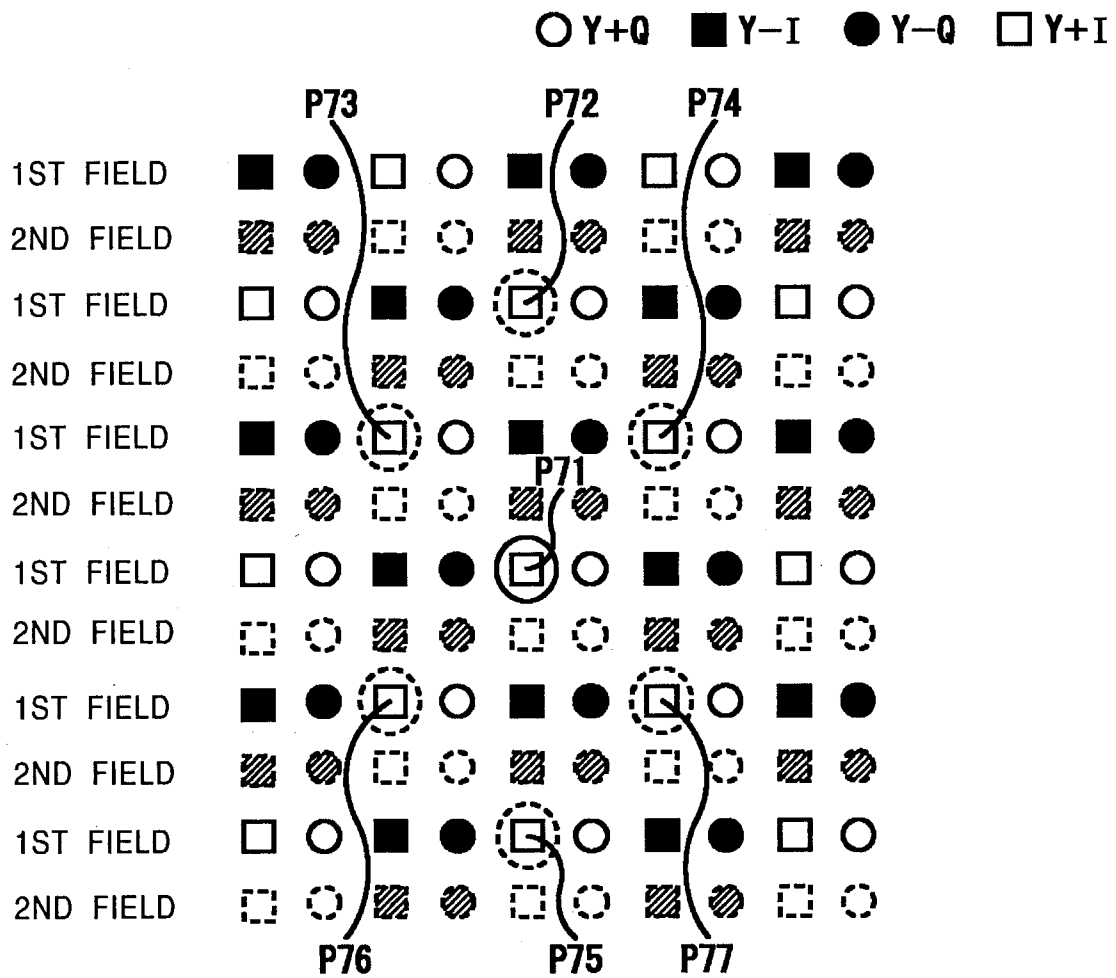 Y+Q Y−I Y−Q Y+I
P73 P72 P74
1ST FIELD
2ND FIELD
1ST FIELD
2ND FIELD
1ST FIELD
P71
2ND FIELD
1ST FIELD
2ND FIELD
1ST FIELD
2ND FIELD
1ST FIELD
2ND FIELD
P76 P75 P77